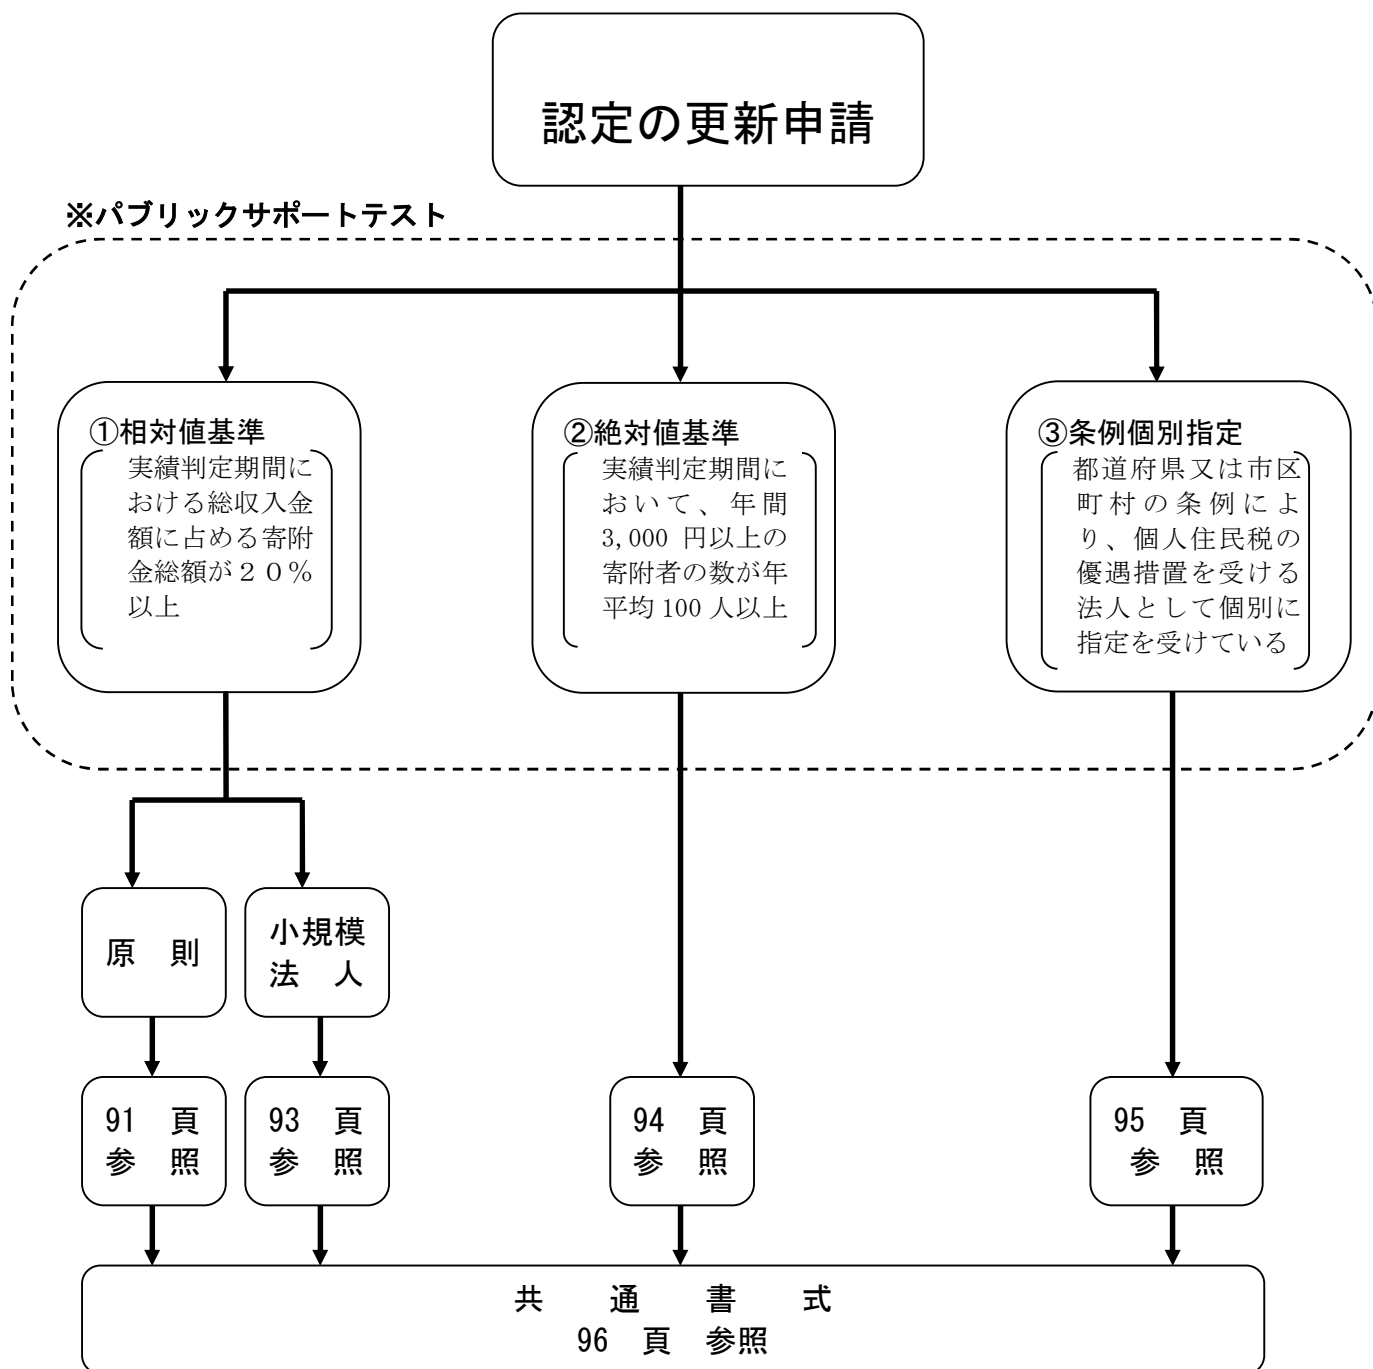 認定の更新申請
※パブリックサポートテスト
①相対値基準
実績判定期間に
おける総収入金
額に占める寄附
金総額が２０％
以上
②絶対値基準
実績判定期間に
おいて、年間
3,000 円以上の
寄附者の数が年
平均 100 人以上
③条例個別指定
都道府県又は市区
町村の条例によ
り、個人住民税の
優遇措置を受ける
法人として個別に
指定を受けている
原　則
小規模
法　人
91　頁
参　照
93　頁
参　照
94　頁
参　照
95　頁
参　照
共　通　書　式
96　頁　参照